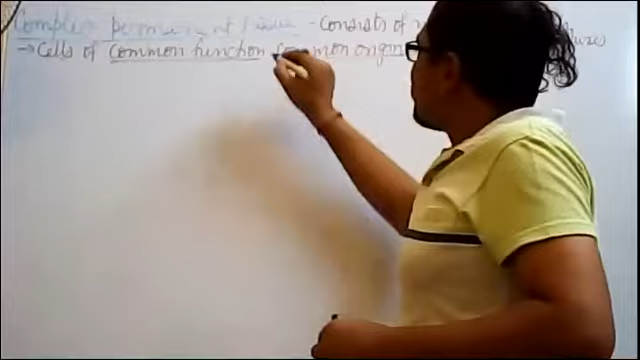 Complex permanent tissue - Consists of
→ Cells of common function common origin